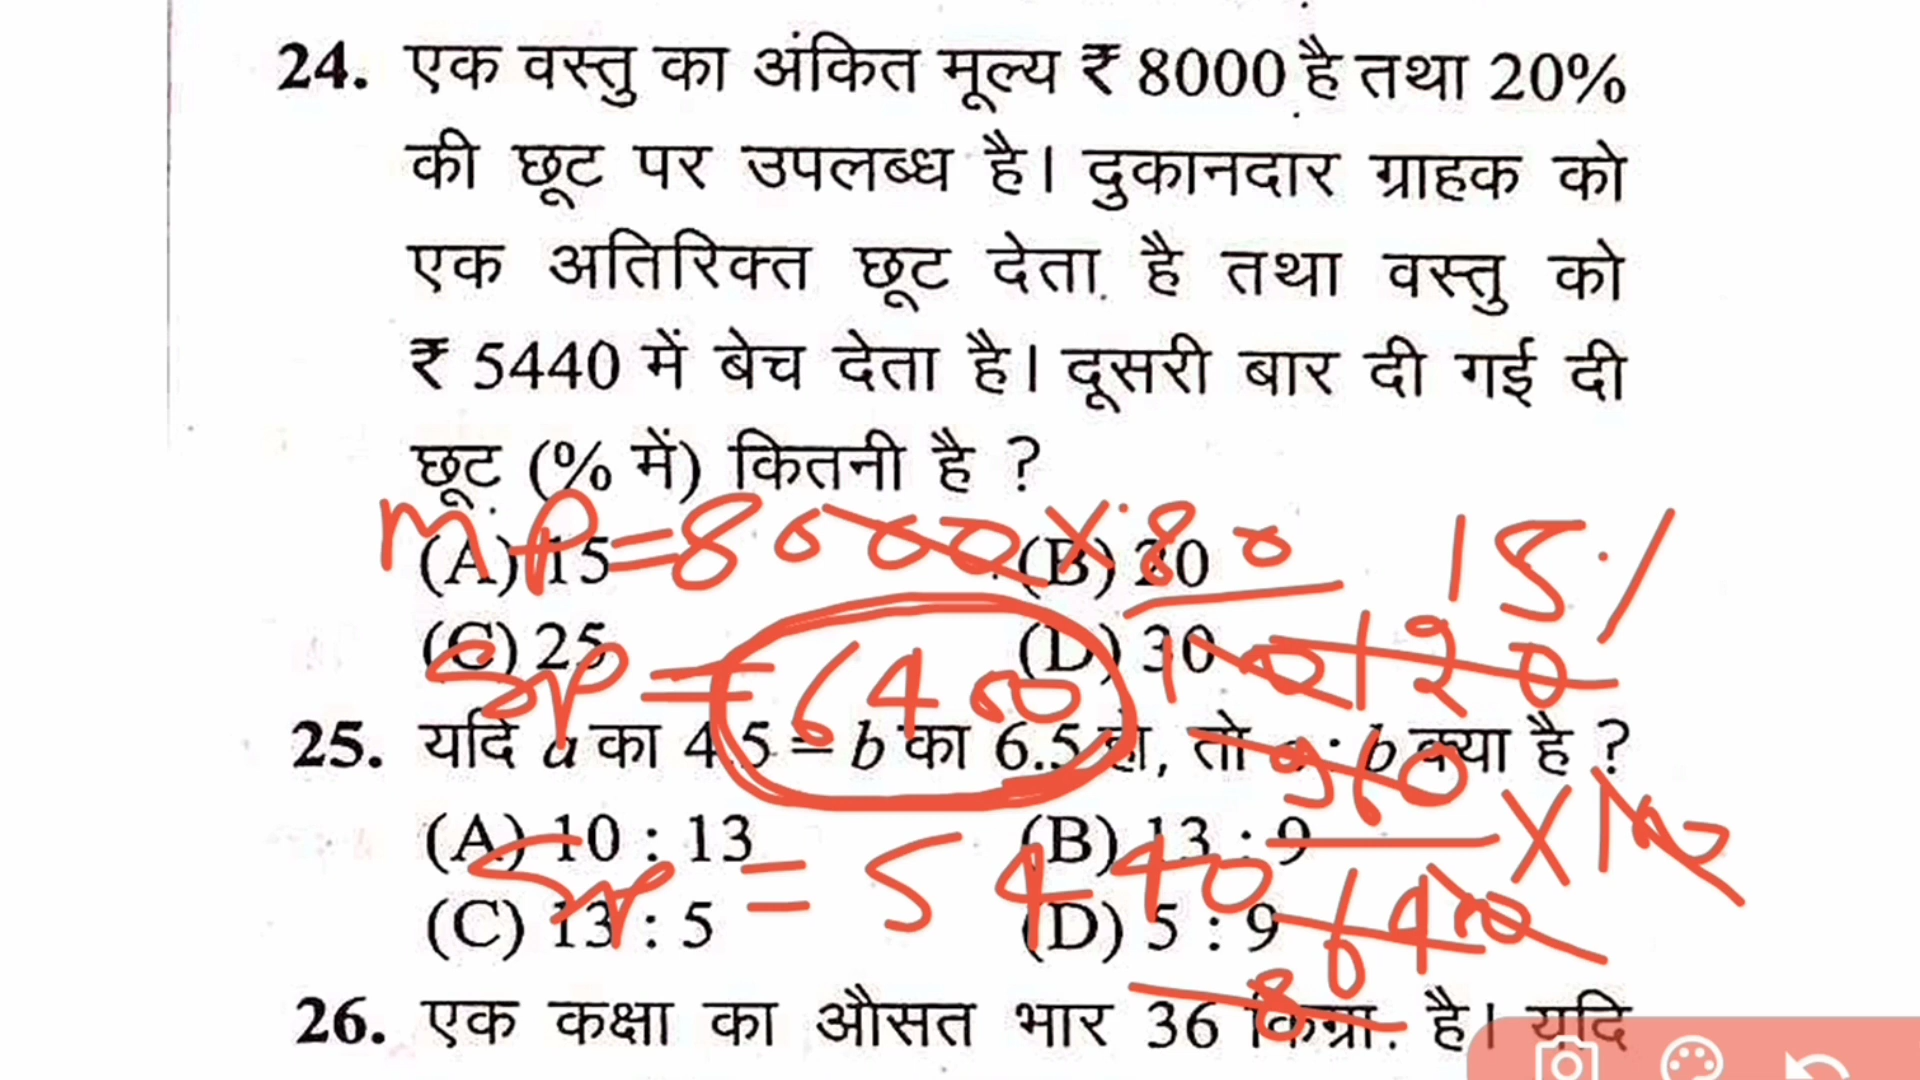 24. एक वस्तु का अंकित मूल्य ₹ 8000 है तथा 20%
की छूट पर उपलब्ध है। दुकानदार ग्राहक को
एक अतिरिक्त छूट देता है तथा वस्तु को
₹ 5440 में बेच देता है। दूसरी बार दी गई दी
छूट (% में) कितनी है ?
MP = 8000 × 80
15%
(A) 15 (B) 20
(C) 25 (D) 30
SP = 6400
25. यदि a का 4.5 = b का 6.5 हो, तो a : b क्या है ?
960 × 100
6400
(A) 10 : 13 (B) 13 : 9
SP = 5440
(C) 13 : 5 (D) 5 : 9
26. एक कक्षा का औसत भार 36 किग्रा. है। यदि